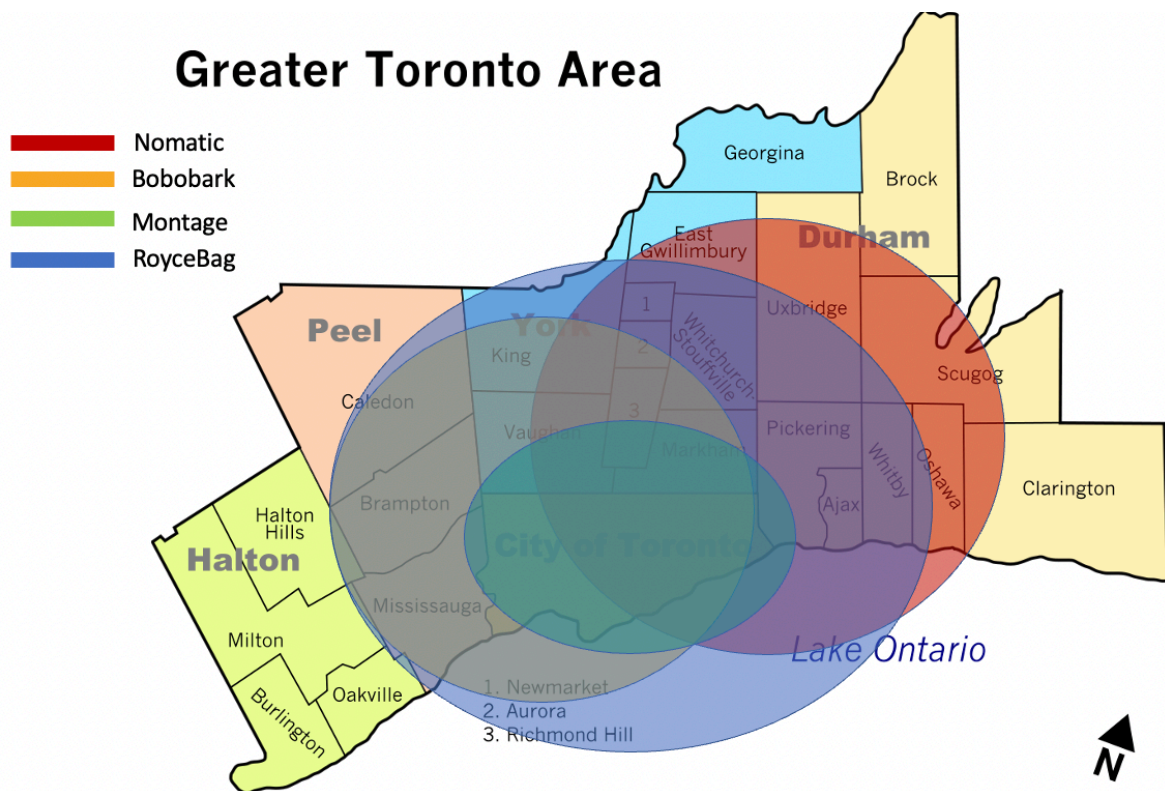 Greater Toronto Area
Nomatic
Bobobark
Montage
RoyceBag
Georgina
Brock
East
Gwillimbury
Durham
Uxbridge
1
2
3
Whitchurch-
Stouffville
Peel
York
King
Scugog
Caledon
Vaughan
Markham
Pickering
Whitby
Oshawa
Clarington
Brampton
Ajax
Halton
Hills
Halton
City of Toronto
Mississauga
Milton
Oakville
Burlington
Lake Ontario
1. Newmarket
2. Aurora
3. Richmond Hill
N